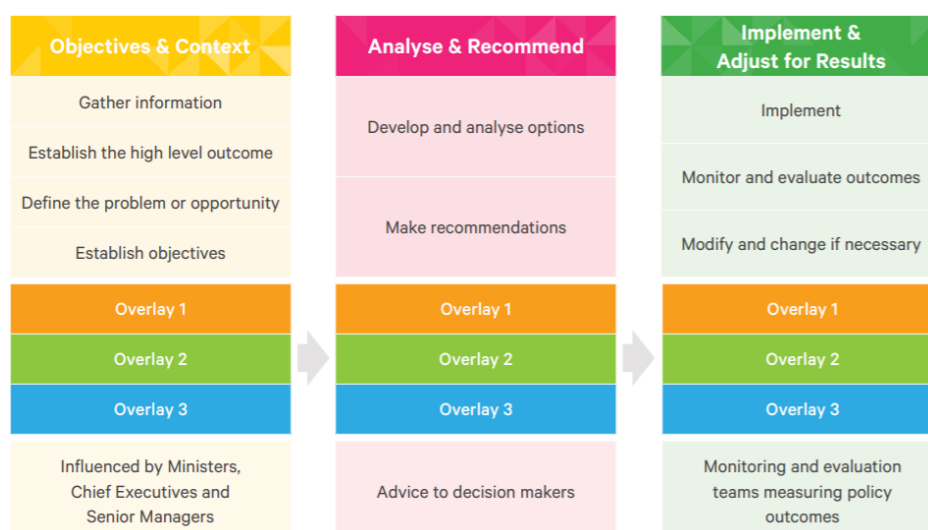 Objectives & Context
Gather information
Establish the high level outcome
Define the problem or opportunity
Establish objectives
Overlay 1
Overlay 2
Overlay 3
Influenced by Ministers,
Chief Executives and
Senior Managers
Analyse & Recommend
Develop and analyse options
Make recommendations
Overlay 1
Overlay 2
Overlay 3
Advice to decision makers
Implement &
Adjust for Results
Implement
Monitor and evaluate outcomes
Modify and change if necessary
Overlay 1
Overlay 2
Overlay 3
Monitoring and evaluation
teams measuring policy
outcomes